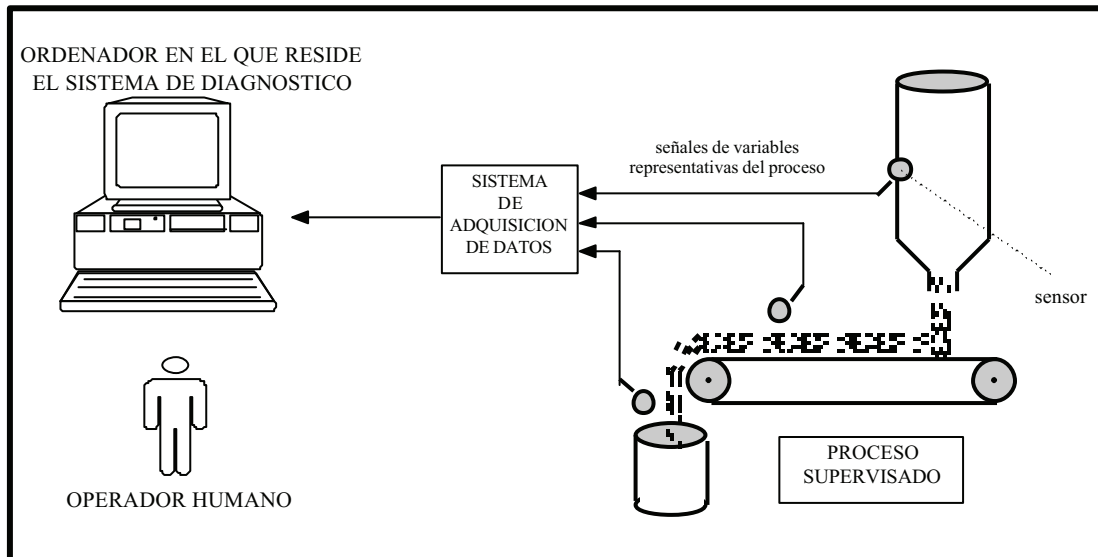 ORDENADOR EN EL QUE RESIDE
EL SISTEMA DE DIAGNOSTICO
señales de variables
representativas del proceso
SISTEMA
DE
ADQUISICION
DE DATOS
sensor
PROCESO
SUPERVISADO
OPERADOR HUMANO